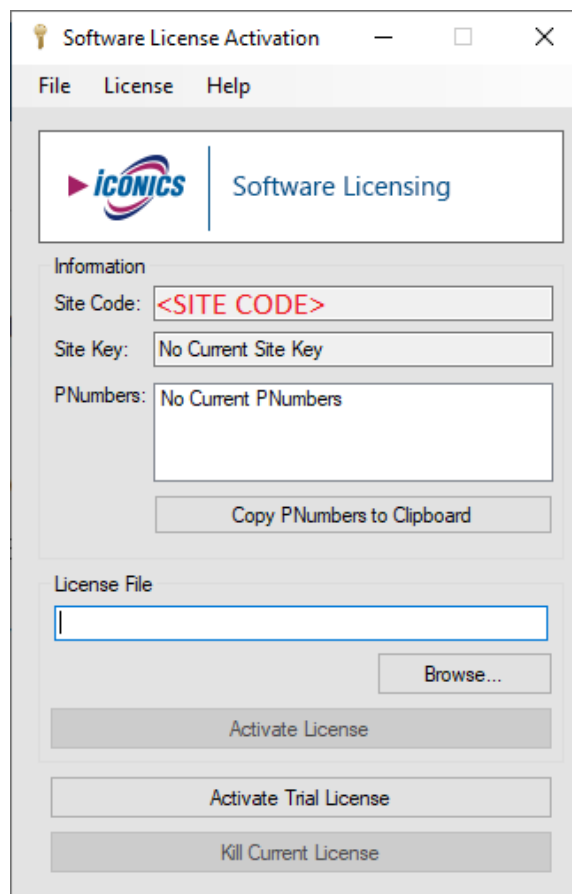 Software License Activation
File License Help
ICONICS Software Licensing
Information
Site Code: <SITE CODE>
Site Key: No Current Site Key
PNumbers: No Current PNumbers
Copy PNumbers to Clipboard
License File
Browse...
Activate License
Activate Trial License
Kill Current License